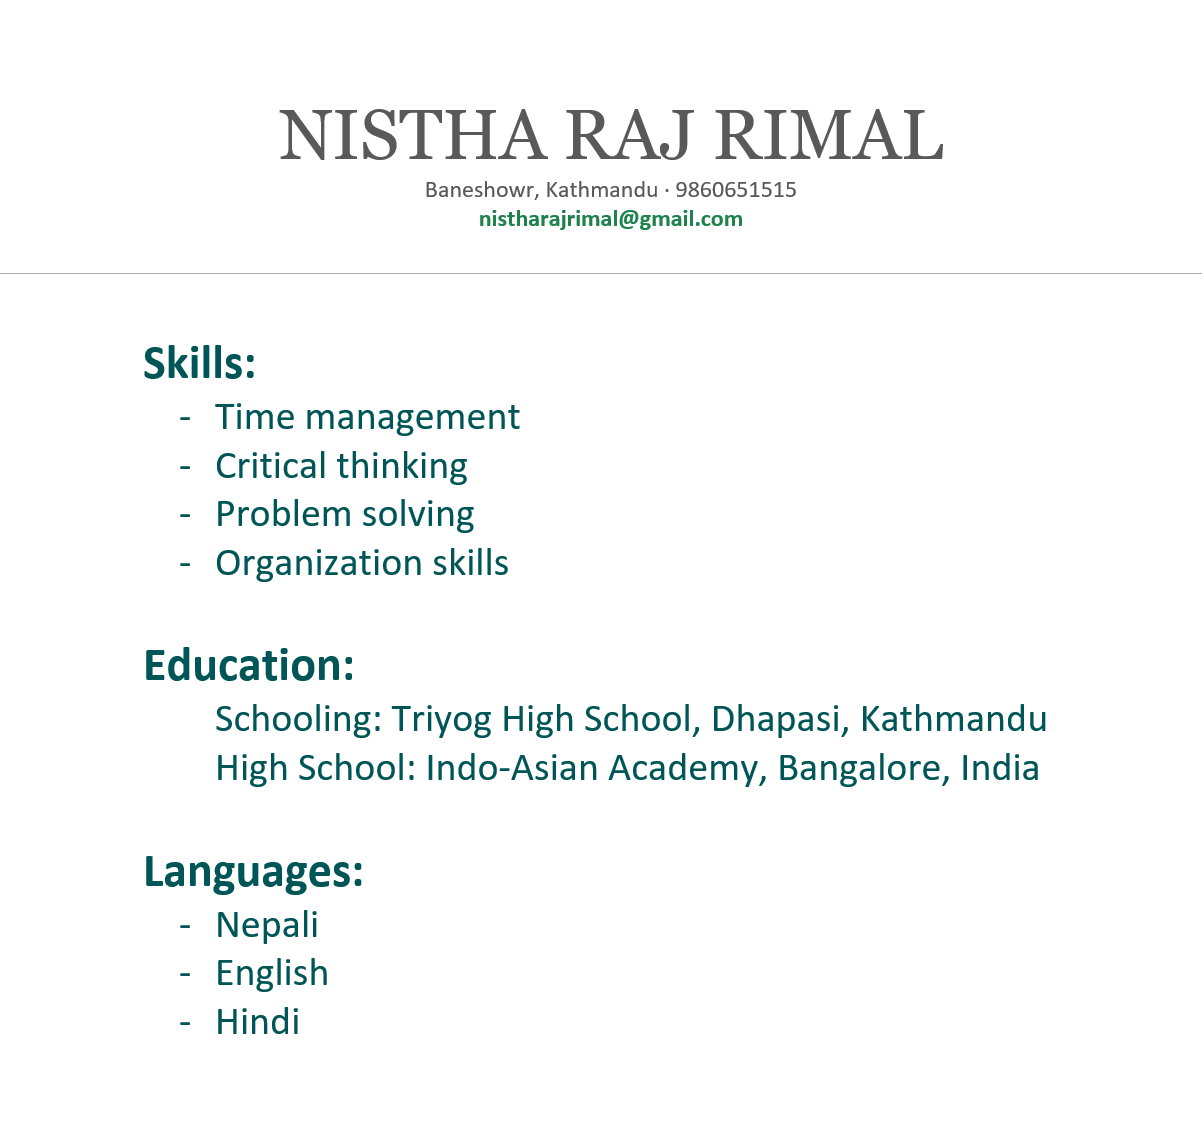 NISTHA RAJ RIMAL
Baneshowr, Kathmandu · 9860651515
nistharajrimal@gmail.com
Skills:
- Time management
- Critical thinking
- Problem solving
- Organization skills
Education:
Schooling: Triyog High School, Dhapasi, Kathmandu
High School: Indo-Asian Academy, Bangalore, India
Languages:
- Nepali
- English
- Hindi